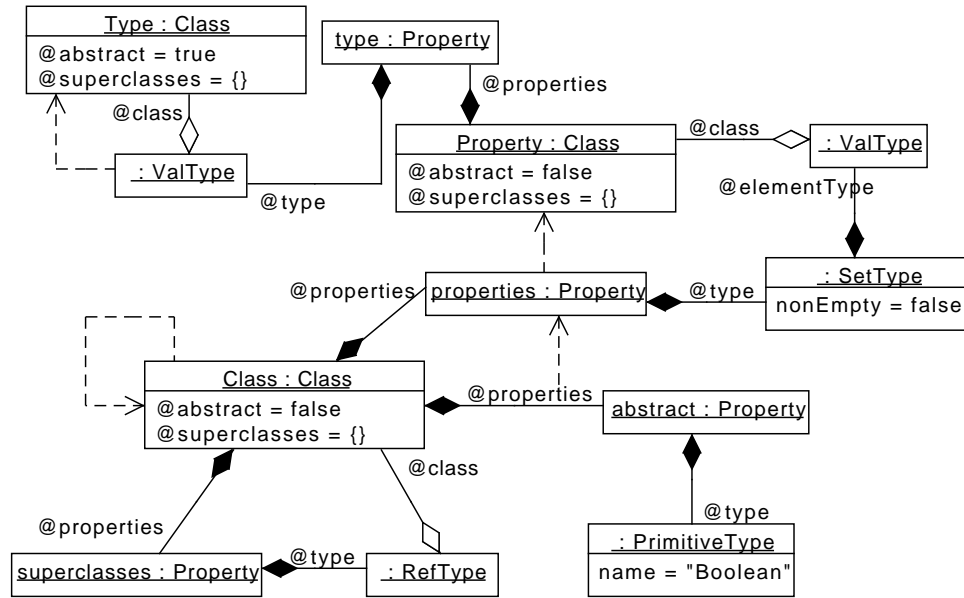 Type : Class
@abstract = true
@superclasses = {}
type : Property
@properties
@class
Property : Class
@abstract = false
@superclasses = {}
@class
: ValType
: ValType
@type
@elementType
@properties
properties : Property
@type
: SetType
nonEmpty = false
Class : Class
@abstract = false
@superclasses = {}
@properties
abstract : Property
@class
@properties
@type
superclasses : Property
@type
: RefType
: PrimitiveType
name = "Boolean"